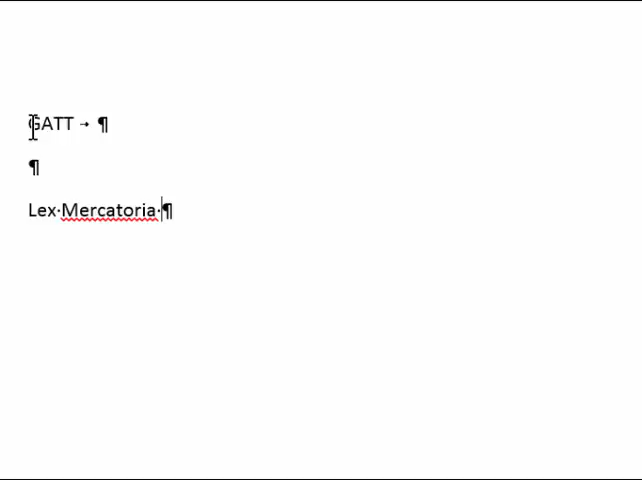 GATT → ¶
¶
Lex·Mercatoria·¶